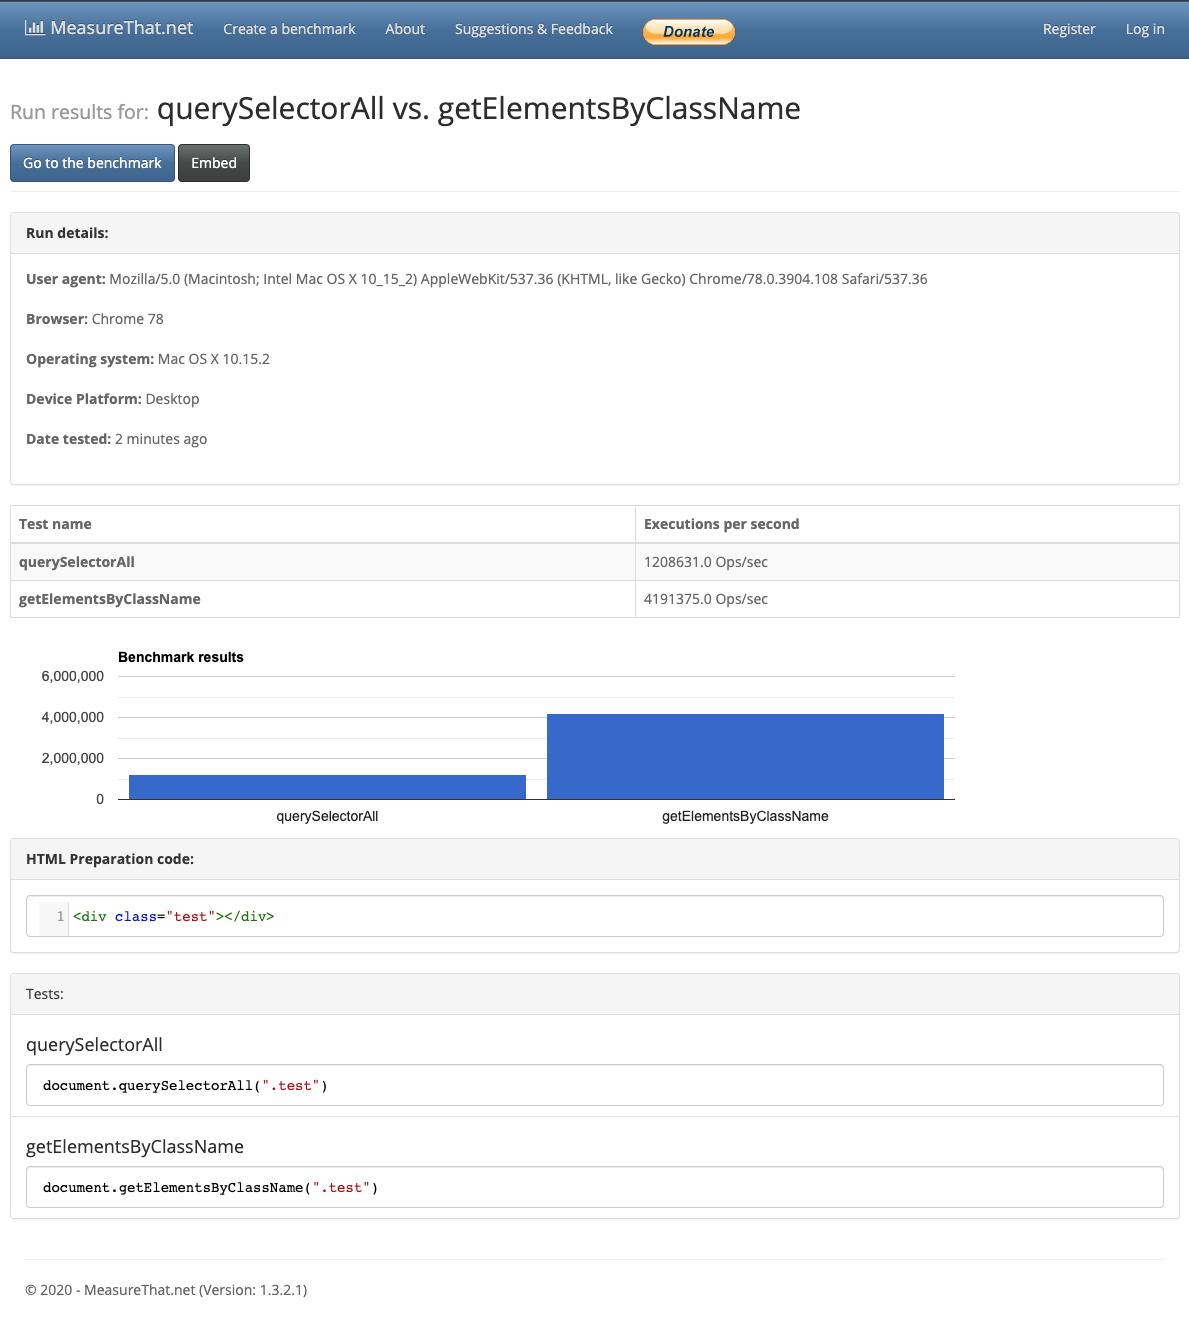 MeasureThat.net Create a benchmark About Suggestions & Feedback Donate Register Log in
Run results for: querySelectorAll vs. getElementsByClassName
Go to the benchmark Embed
Run details:
User agent: Mozilla/5.0 (Macintosh; Intel Mac OS X 10_15_2) AppleWebKit/537.36 (KHTML, like Gecko) Chrome/78.0.3904.108 Safari/537.36
Browser: Chrome 78
Operating system: Mac OS X 10.15.2
Device Platform: Desktop
Date tested: 2 minutes ago
Test name Executions per second
querySelectorAll 1208631.0 Ops/sec
getElementsByClassName 4191375.0 Ops/sec
Benchmark results
6,000,000
4,000,000
2,000,000
0
querySelectorAll getElementsByClassName
HTML Preparation code:
1 <div class="test"></div>
Tests:
querySelectorAll
document.querySelectorAll(".test")
getElementsByClassName
document.getElementsByClassName(".test")
© 2020 - MeasureThat.net (Version: 1.3.2.1)